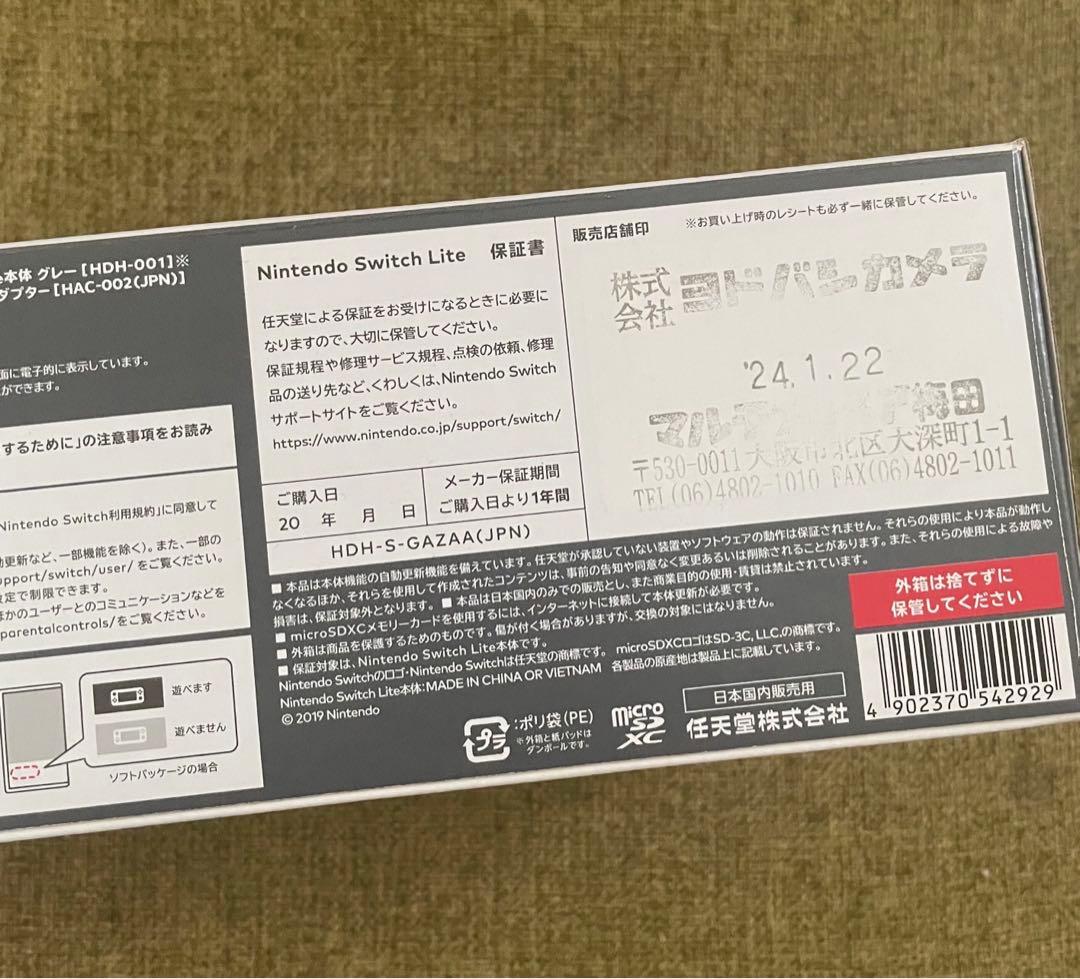 本体 グレー [HDH-001]※
ダプター [HAC-002(JPN)]
面に電子的に表示しています。
ができます。
するために」の注意事項をお読み
Nintendo Switch利用規約」に同意して
動更新など、一部機能を除く)。また、一部の
upport/switch/user/ をご覧ください。
設定で制限できます。
ほかのユーザーとのコミュニケーションなどを
parentalcontrols/ をご覧ください。
遊べます
遊べません
ソフトパッケージの場合
Nintendo Switch Lite 保証書
任天堂による保証をお受けになるときに必要に
なりますので、大切に保管してください。
保証規程や修理サービス規程、点検の依頼、修理
品の送り先など、くわしくは、Nintendo Switch
サポートサイトをご覧ください。
https://www.nintendo.co.jp/support/switch/
ご購入日
20 年 月 日
メーカー保証期間
ご購入日より1年間
HDH-S-GAZAA(JPN)
販売店舗印
※お買い上げ時のレシートも必ず一緒に保管してください。
株式会社 ヨドバシカメラ
'24.1.22
梅田
〒530-0011 大阪市北区大深町1-1
TEL(06)4802-1010 FAX(06)4802-1011
■ 本品は本体機能の自動更新機能を備えています。任天堂が承認していない装置やソフトウェアの動作は保証されません。それらの使用により本品が動作し
なくなるほか、それらを使用して作成されたコンテンツは、事前の告知や同意なく変更あるいは削除されることがあります。また、それらの使用による故障や
損害は、保証対象外となります。 ■ 本品は日本国内のみでの販売とし、また商業目的の使用・賃貸は禁止されています。
■ microSDXCメモリーカードを使用するには、インターネットに接続して本体更新が必要です。
■ 外箱は商品を保護するためのものです。傷が付く場合がありますが、交換の対象にはなりません。
■ 保証対象は、Nintendo Switch Lite本体です。
Nintendo Switchのロゴ・Nintendo Switchは任天堂の商標です。 microSDXCロゴはSD-3C, LLC.の商標です。
Nintendo Switch Lite本体：MADE IN CHINA OR VIETNAM 各製品の原産地は製品上に記載しています。
© 2019 Nintendo
プラ
：ポリ袋(PE)
※外箱と紙パッドは
ダンボールです。
micro
SD
XC
日本国内販売用
任天堂株式会社
外箱は捨てずに
保管してください
4 902370 542929